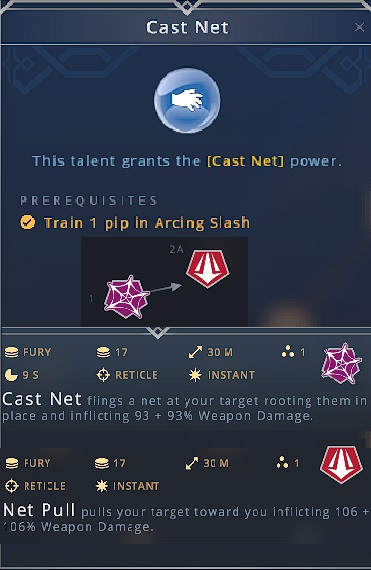 Cast Net
This talent grants the [Cast Net] power.
PREREQUISITES
Train 1 pip in Arcing Slash
2A
1
FURY 17 30 M 1
9 S RETICLE INSTANT
Cast Net flings a net at your target rooting them in
place and inflicting 93 + 93% Weapon Damage.
FURY 17 30 M 1
RETICLE INSTANT
Net Pull pulls your target toward you inflicting 106 +
106% Weapon Damage.